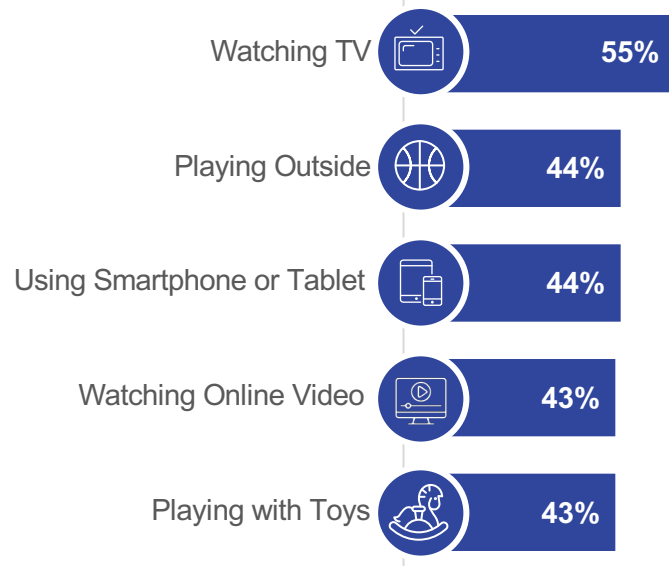 Watching TV 55%
Playing Outside 44%
Using Smartphone or Tablet 44%
Watching Online Video 43%
Playing with Toys 43%